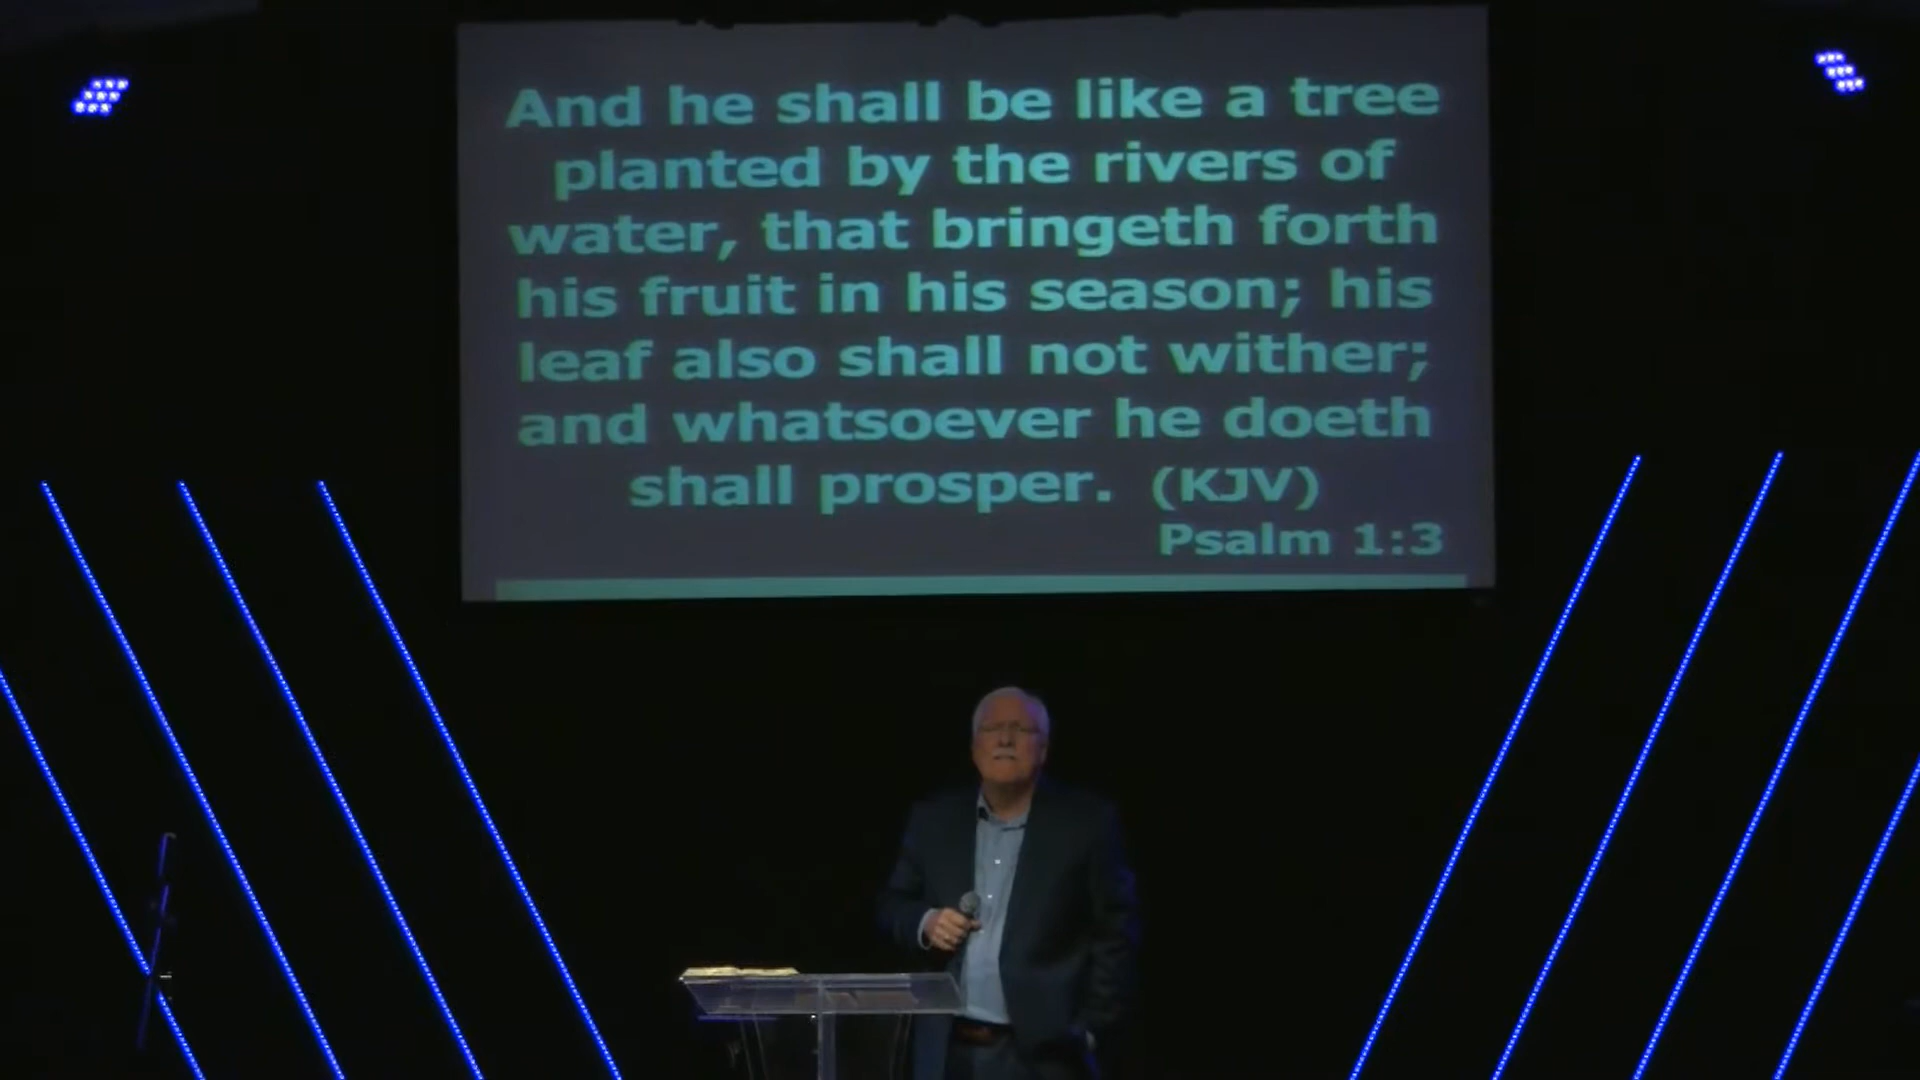 And he shall be like a tree
planted by the rivers of
water, that bringeth forth
his fruit in his season; his
leaf also shall not wither;
and whatsoever he doeth
shall prosper. (KJV)
Psalm 1:3